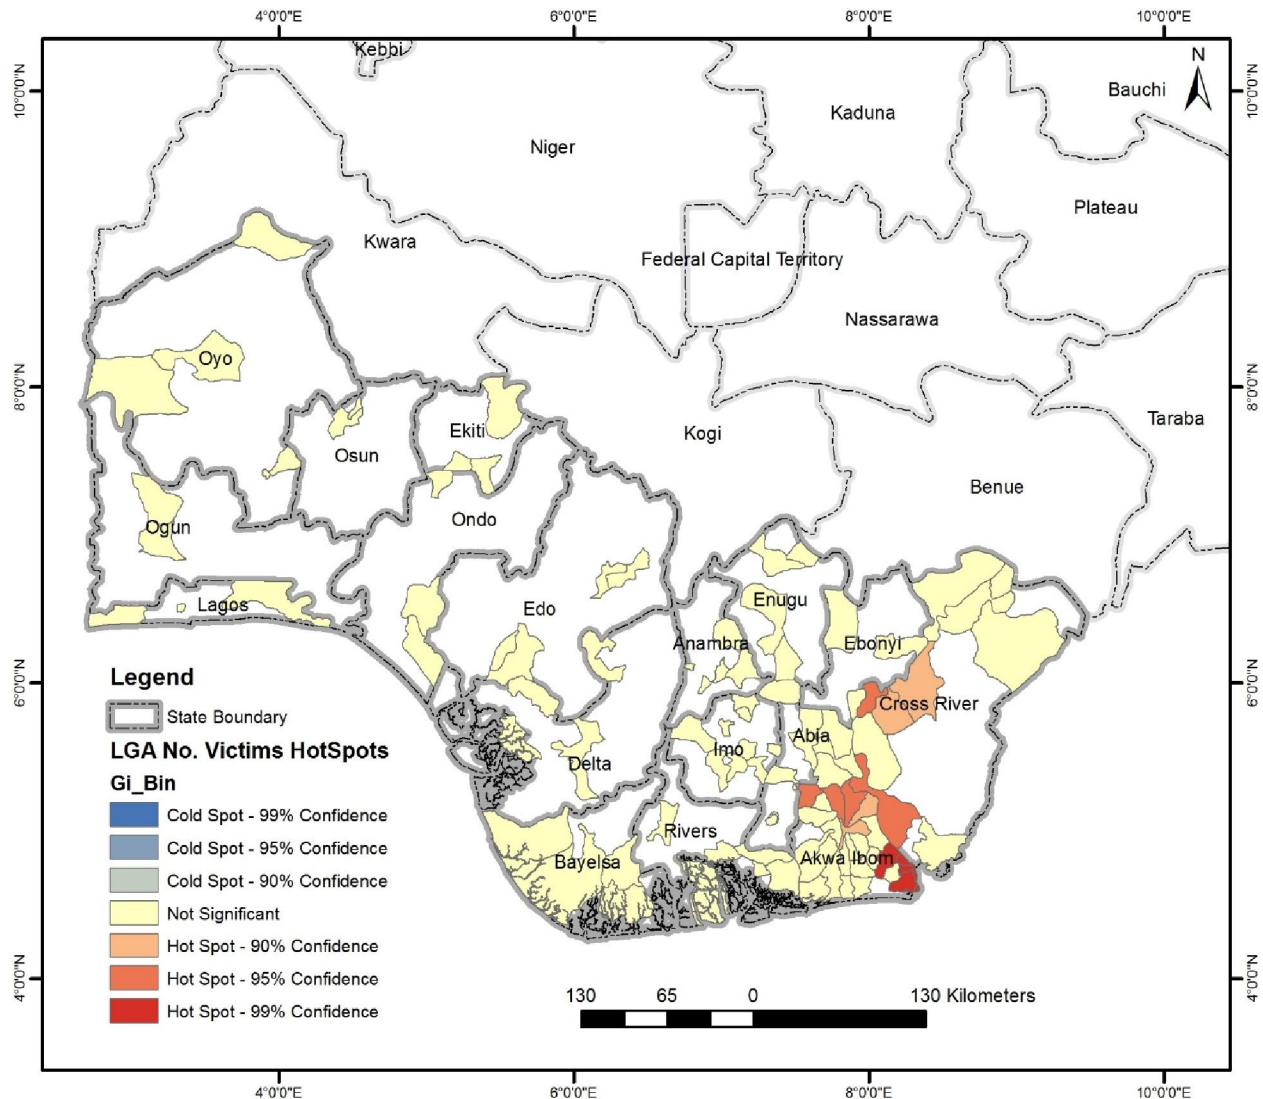 4°0'0"E 6°0'0"E 8°0'0"E 10°0'0"E
Kebbi
N
10°0'0"N
10°0'0"N
Bauchi
Kaduna
Niger
Plateau
Kwara
Federal Capital Territory
Nassarawa
Oyo
8°0'0"N
8°0'0"N
Taraba
Ekiti
Kogi
Osun
Benue
Ogun
Ondo
Lagos
Edo
Enugu
Anambra
Ebonyi
6°0'0"N
6°0'0"N
Cross River
Imo
Abia
Delta
Rivers
Bayelsa
Akwa Ibom
Legend
State Boundary
LGA No. Victims HotSpots
Gi_Bin
Cold Spot - 99% Confidence
Cold Spot - 95% Confidence
Cold Spot - 90% Confidence
Not Significant
Hot Spot - 90% Confidence
Hot Spot - 95% Confidence
Hot Spot - 99% Confidence
4°0'0"N
4°0'0"N
130 65 0 130 Kilometers
4°0'0"E 6°0'0"E 8°0'0"E 10°0'0"E